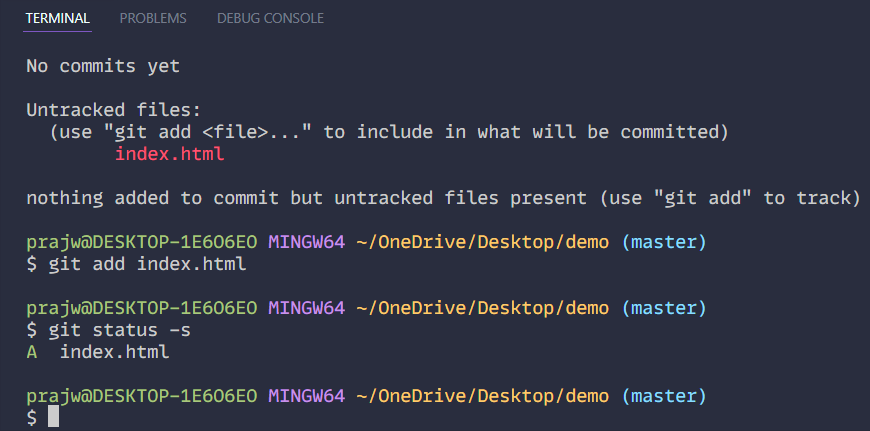 TERMINAL PROBLEMS DEBUG CONSOLE
No commits yet
Untracked files:
(use "git add <file>..." to include in what will be committed)
index.html
nothing added to commit but untracked files present (use "git add" to track)
prajw@DESKTOP-1E6O6EO MINGW64 ~/OneDrive/Desktop/demo (master)
$ git add index.html
prajw@DESKTOP-1E6O6EO MINGW64 ~/OneDrive/Desktop/demo (master)
$ git status -s
A  index.html
prajw@DESKTOP-1E6O6EO MINGW64 ~/OneDrive/Desktop/demo (master)
$